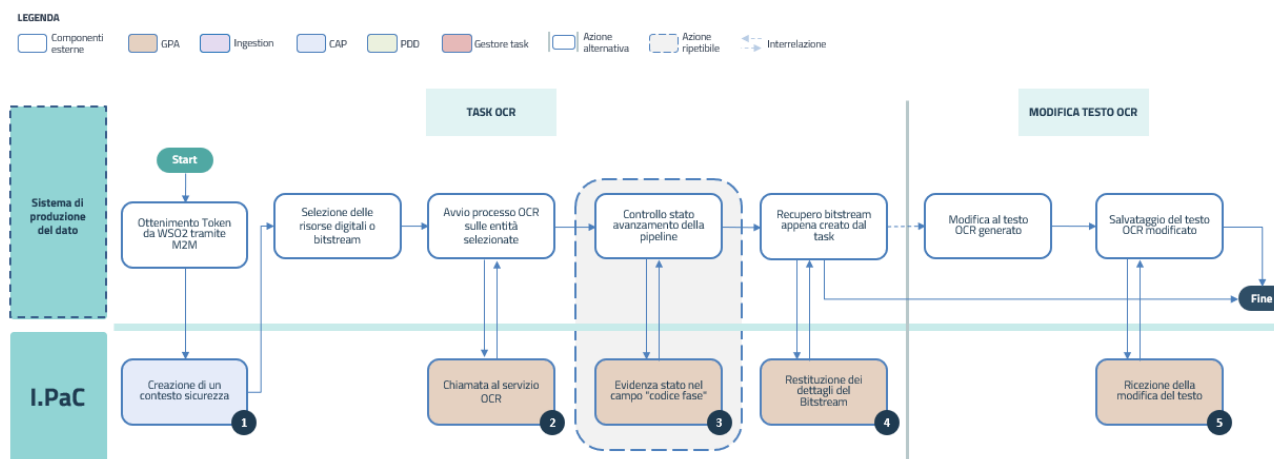 LEGENDA
Componenti
esterne
GPA
Ingestion
CAP
PDD
Gestore task
Azione
alternativa
Azione
ripetibile
Interrelazione
TASK OCR
MODIFICA TESTO OCR
Sistema di
produzione
del dato
Start
Ottenimento Token
da WSO2 tramite
M2M
Selezione delle
risorse digitali o
bitstream
Avvio processo OCR
sulle entità
selezionate
Controllo stato
avanzamento della
pipeline
Recupero bitstream
appena creato dal
task
Modifica al testo
OCR generato
Salvataggio del testo
OCR modificato
Fine
I.PaC
Creazione di un
contesto sicurezza
1
Chiamata al servizio
OCR
2
Evidenza stato nel
campo "codice fase"
3
Restituzione dei
dettagli del
Bitstream
4
Ricezione della
modifica del testo
5